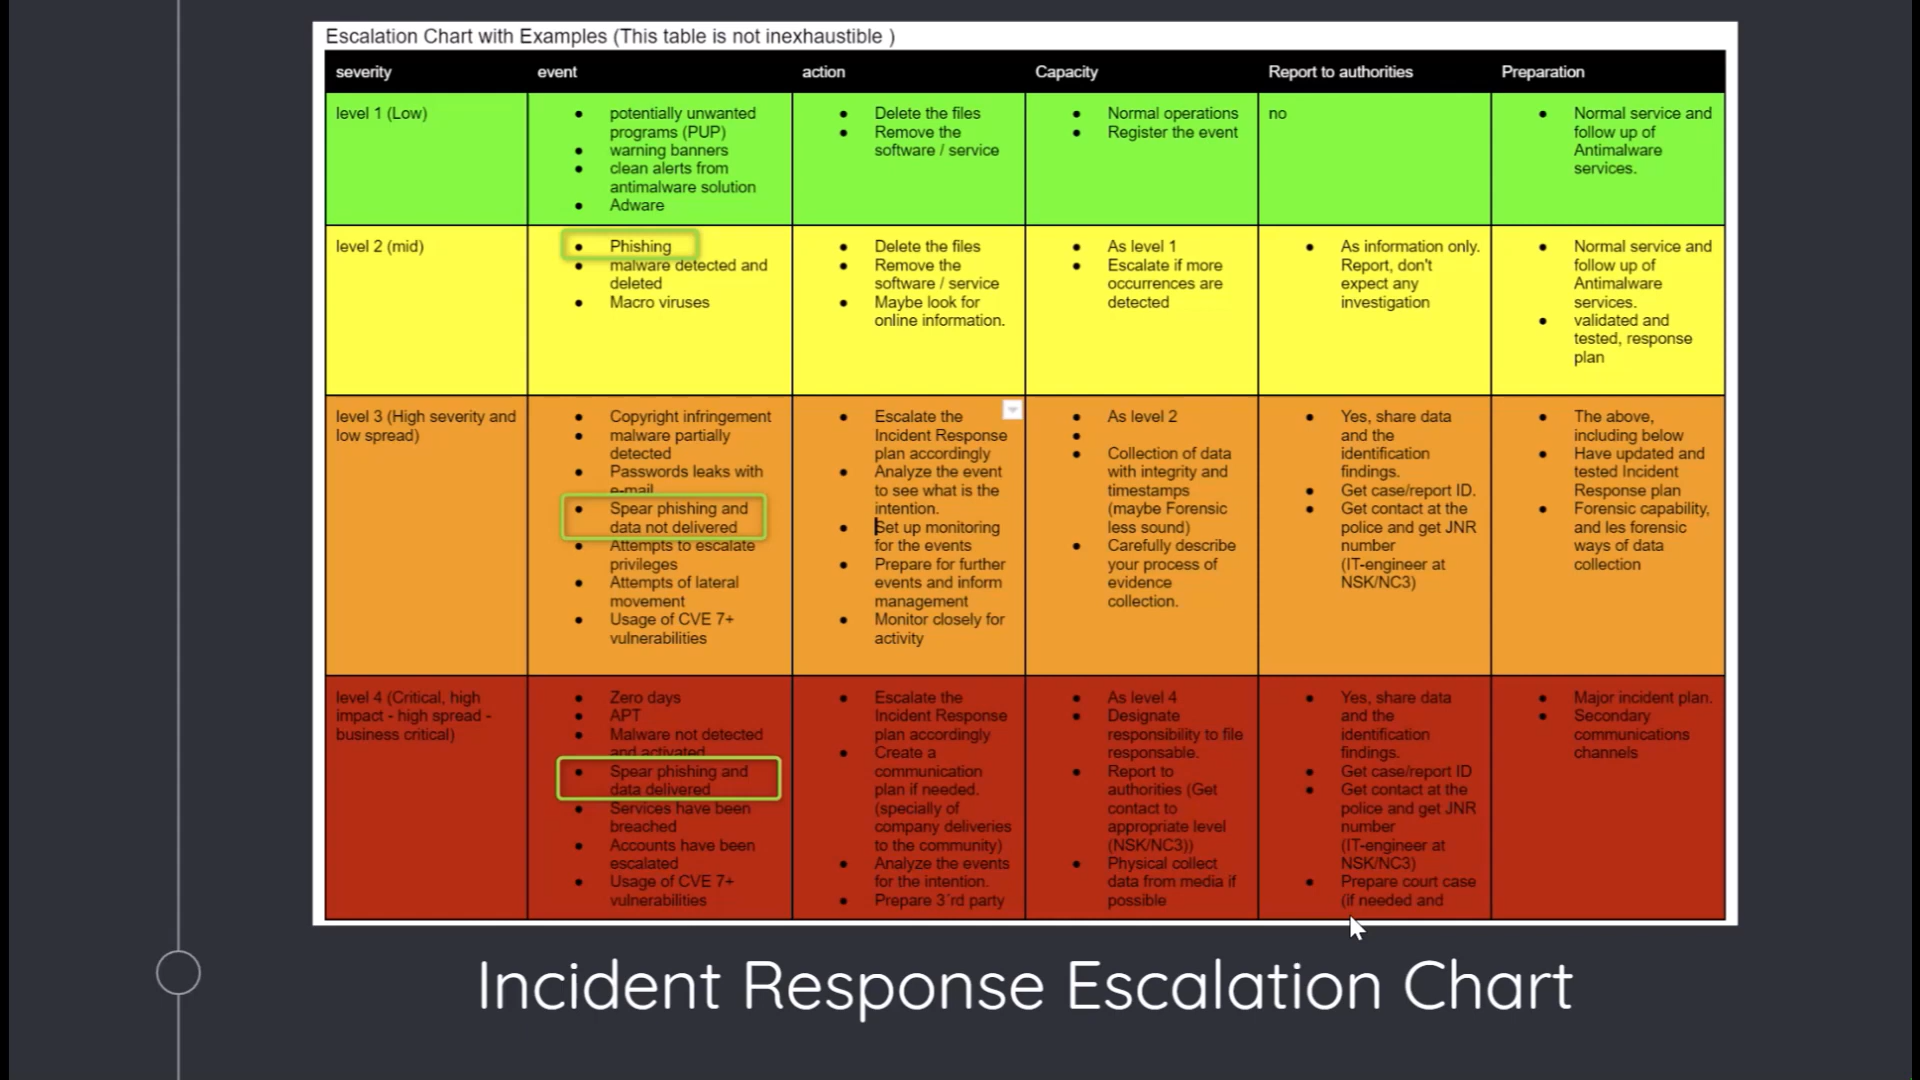 Escalation Chart with Examples (This table is not inexhaustible )
severity
event
action
Capacity
Report to authorities
Preparation
level 1 (Low)
potentially unwanted
programs (PUP)
warning banners
clean alerts from
antimalware solution
Adware
Delete the files
Remove the
software / service
Normal operations
Register the event
no
Normal service and
follow up of
Antimalware
services.
level 2 (mid)
Phishing
malware detected and
deleted
Macro viruses
Delete the files
Remove the
software / service
Maybe look for
online information.
As level 1
Escalate if more
occurrences are
detected
As information only.
Report, don't
expect any
investigation
Normal service and
follow up of
Antimalware
services.
validated and
tested, response
plan
level 3 (High severity and
low spread)
Copyright infringement
malware partially
detected
Passwords leaks with
e-mail
Spear phishing and
data not delivered
Attempts to escalate
privileges
Attempts of lateral
movement
Usage of CVE 7+
vulnerabilities
Escalate the
Incident Response
plan accordingly
Analyze the event
to see what is the
intention.
Set up monitoring
for the events
Prepare for further
events and inform
management
Monitor closely for
activity
As level 2
Collection of data
with integrity and
timestamps
(maybe Forensic
less sound)
Carefully describe
your process of
evidence
collection.
Yes, share data
and the
identification
findings.
Get case/report ID.
Get contact at the
police and get JNR
number
(IT-engineer at
NSK/NC3)
The above,
including below
Have updated and
tested Incident
Response plan
Forensic capability,
and les forensic
ways of data
collection
level 4 (Critical, high
impact - high spread -
business critical)
Zero days
APT
Malware not detected
and activated
Spear phishing and
data delivered
Services have been
breached
Accounts have been
escalated
Usage of CVE 7+
vulnerabilities
Escalate the
Incident Response
plan accordingly
Create a
communication
plan if needed.
(specially of
company deliveries
to the community)
Analyze the events
for the intention.
Prepare 3´rd party
As level 4
Designate
responsibility to file
responsable.
Report to
authorities (Get
contact to
appropriate level
(NSK/NC3))
Physical collect
data from media if
possible
Yes, share data
and the
identification
findings.
Get case/report ID
Get contact at the
police and get JNR
number
(IT-engineer at
NSK/NC3)
Prepare court case
(if needed and
Major incident plan.
Secondary
communications
channels
Incident Response Escalation Chart